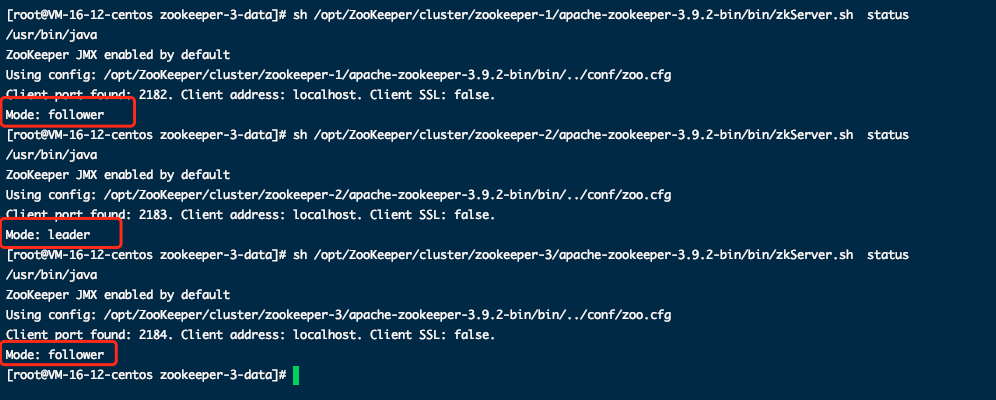 [root@VM-16-12-centos zookeeper-3-data]# sh /opt/ZooKeeper/cluster/zookeeper-1/apache-zookeeper-3.9.2-bin/bin/zkServer.sh  status
/usr/bin/java
ZooKeeper JMX enabled by default
Using config: /opt/ZooKeeper/cluster/zookeeper-1/apache-zookeeper-3.9.2-bin/bin/../conf/zoo.cfg
Client port found: 2182. Client address: localhost. Client SSL: false.
Mode: follower
[root@VM-16-12-centos zookeeper-3-data]# sh /opt/ZooKeeper/cluster/zookeeper-2/apache-zookeeper-3.9.2-bin/bin/zkServer.sh  status
/usr/bin/java
ZooKeeper JMX enabled by default
Using config: /opt/ZooKeeper/cluster/zookeeper-2/apache-zookeeper-3.9.2-bin/bin/../conf/zoo.cfg
Client port found: 2183. Client address: localhost. Client SSL: false.
Mode: leader
[root@VM-16-12-centos zookeeper-3-data]# sh /opt/ZooKeeper/cluster/zookeeper-3/apache-zookeeper-3.9.2-bin/bin/zkServer.sh  status
/usr/bin/java
ZooKeeper JMX enabled by default
Using config: /opt/ZooKeeper/cluster/zookeeper-3/apache-zookeeper-3.9.2-bin/bin/../conf/zoo.cfg
Client port found: 2184. Client address: localhost. Client SSL: false.
Mode: follower
[root@VM-16-12-centos zookeeper-3-data]#